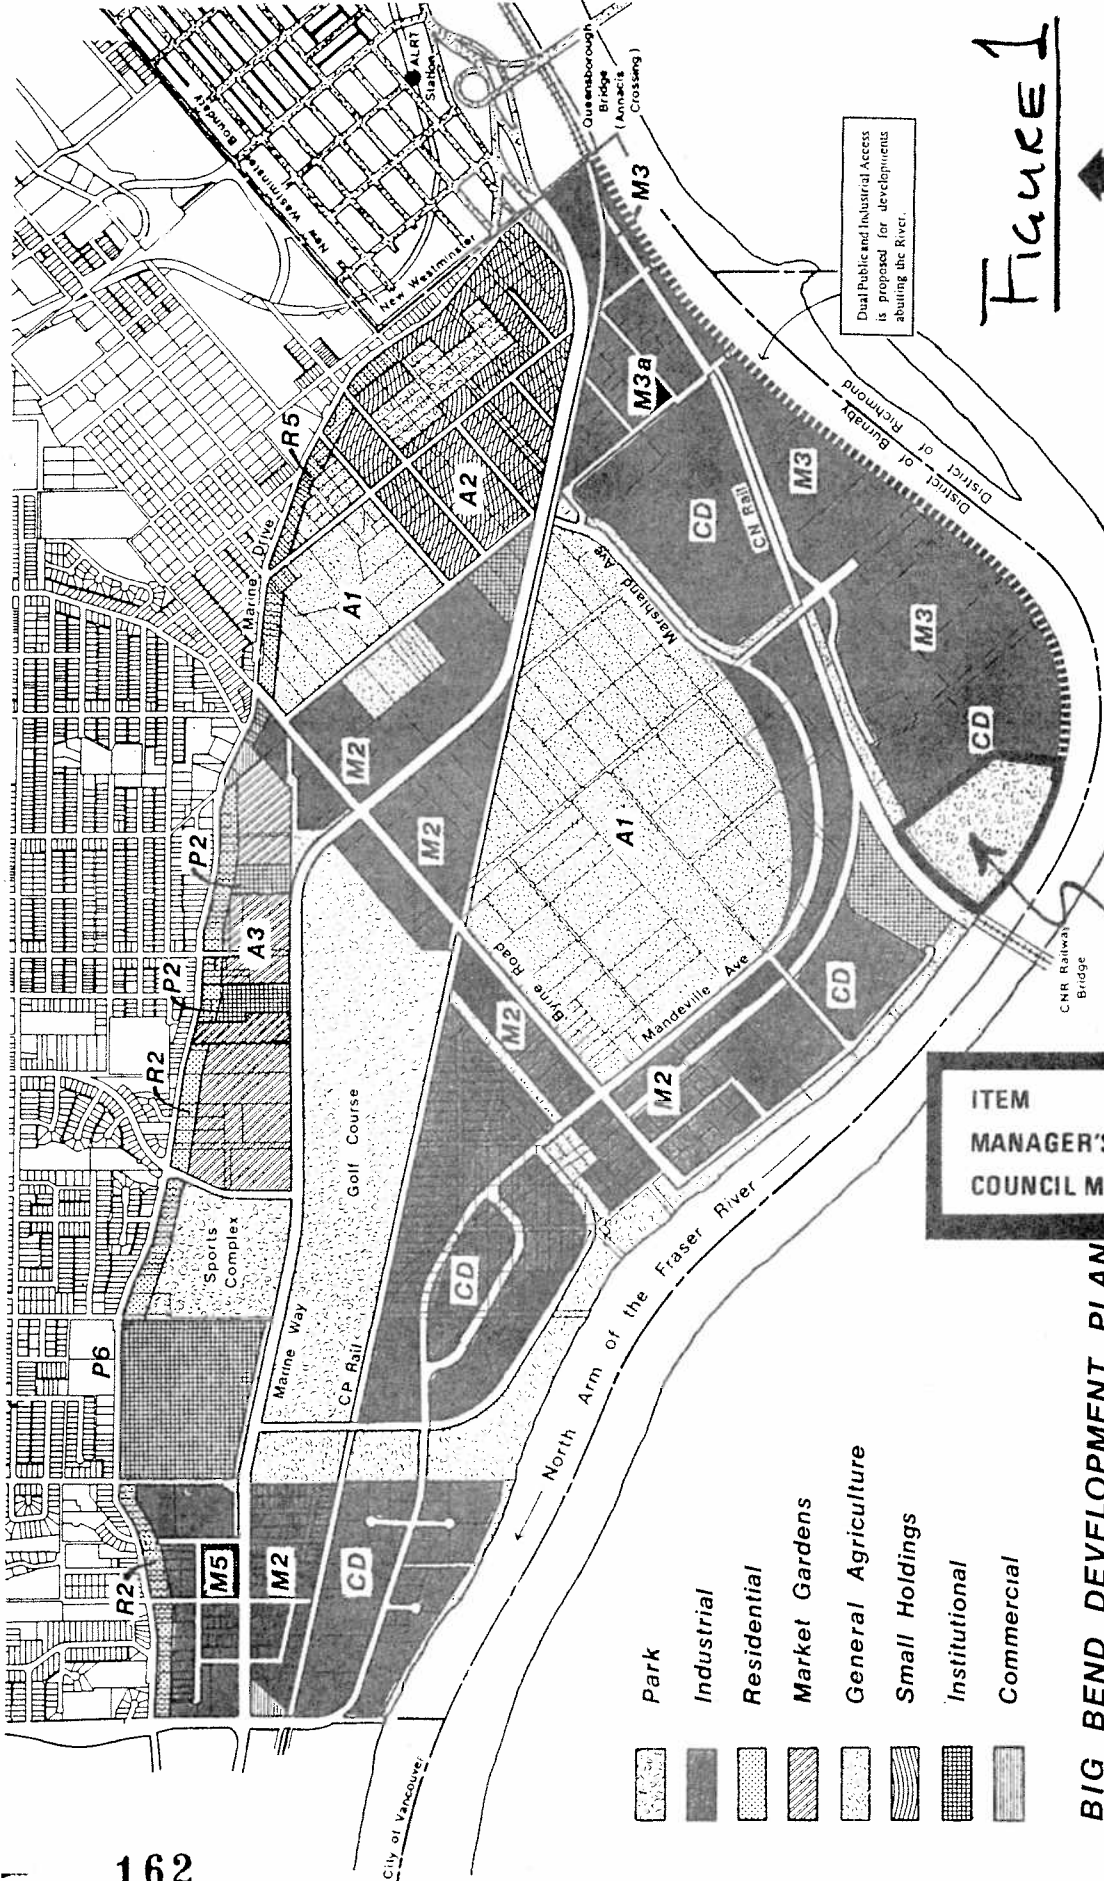 162
FIGURE 1
Boundary
New Westminster
New Westminster
ALRT
Station
Queensborough
Bridge
(Annacis
Crossing)
M3
Dual Public and Industrial Access
is proposed for developments
abutting the River.
M3a
R5
A2
Marine Drive
A1
CD
CN Rail
M3
District of Burnaby
District of Richmond
Marshland Ave
M3
CD
M2
M2
A1
P2
A3
P2
R2
Byrne Road
Mandeville Ave
M2
M2
CD
CNR Railway
Bridge
Golf Course
Sports
Complex
P6
Marine Way
CP Rail
CD
North Arm of the Fraser River
R2
M5
M2
CD
City of Vancouver
ITEM
MANAGER'S
COUNCIL M
Park
Industrial
Residential
Market Gardens
General Agriculture
Small Holdings
Institutional
Commercial
BIG BEND DEVELOPMENT PLAN